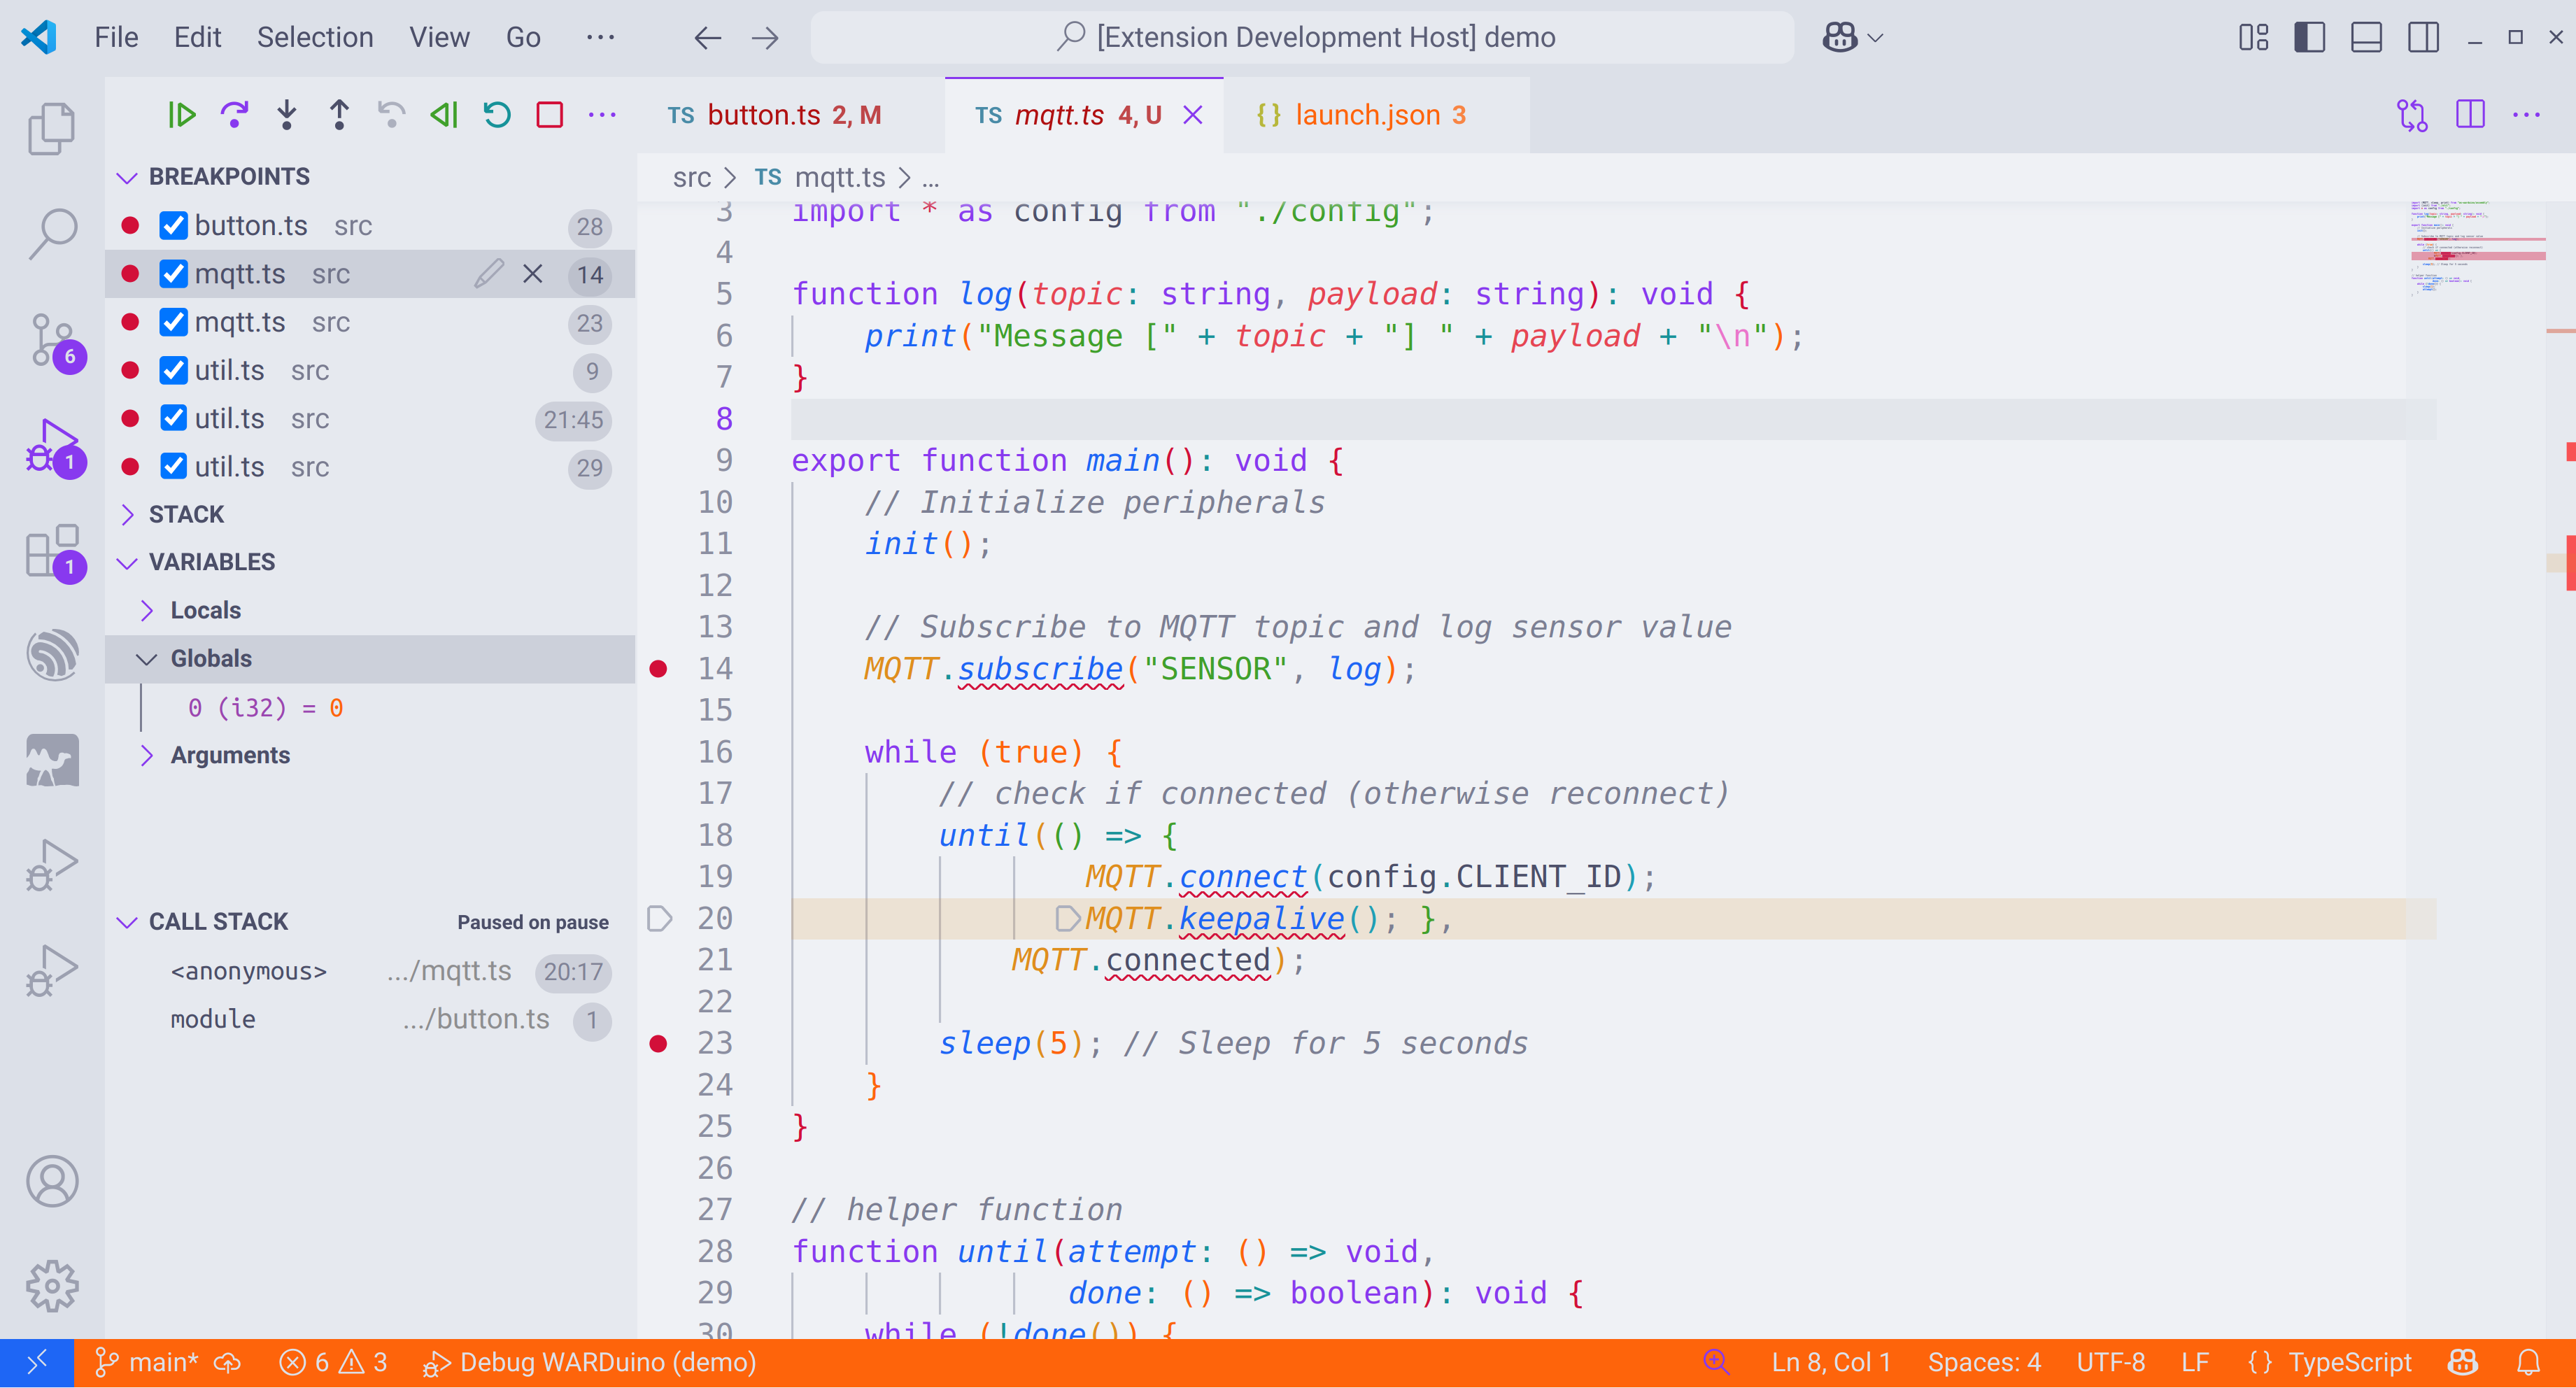 File Edit Selection View Go ··· [Extension Development Host] demo
TS button.ts 2, M TS mqtt.ts 4, U {} launch.json 3
src > TS mqtt.ts > ...
BREAKPOINTS
button.ts src 28
mqtt.ts src 14
mqtt.ts src 23
util.ts src 9
util.ts src 21:45
util.ts src 29
STACK
VARIABLES
Locals
Globals
0 (i32) = 0
Arguments
CALL STACK Paused on pause
<anonymous> .../mqtt.ts 20:17
module .../button.ts 1
6
1
1
3 import * as config from "./config";
4
5 function log(topic: string, payload: string): void {
6 print("Message [" + topic + "] " + payload + "\n");
7 }
8
9 export function main(): void {
10 // Initialize peripherals
11 init();
12
13 // Subscribe to MQTT topic and log sensor value
14 MQTT.subscribe("SENSOR", log);
15
16 while (true) {
17 // check if connected (otherwise reconnect)
18 until(() => {
19 MQTT.connect(config.CLIENT_ID);
20 MQTT.keepalive(); },
21 MQTT.connected);
22
23 sleep(5); // Sleep for 5 seconds
24 }
25 }
26
27 // helper function
28 function until(attempt: () => void,
29 done: () => boolean): void {
30 while (!done()) {
main* 6 3 Debug WARDuino (demo) Ln 8, Col 1 Spaces: 4 UTF-8 LF {} TypeScript